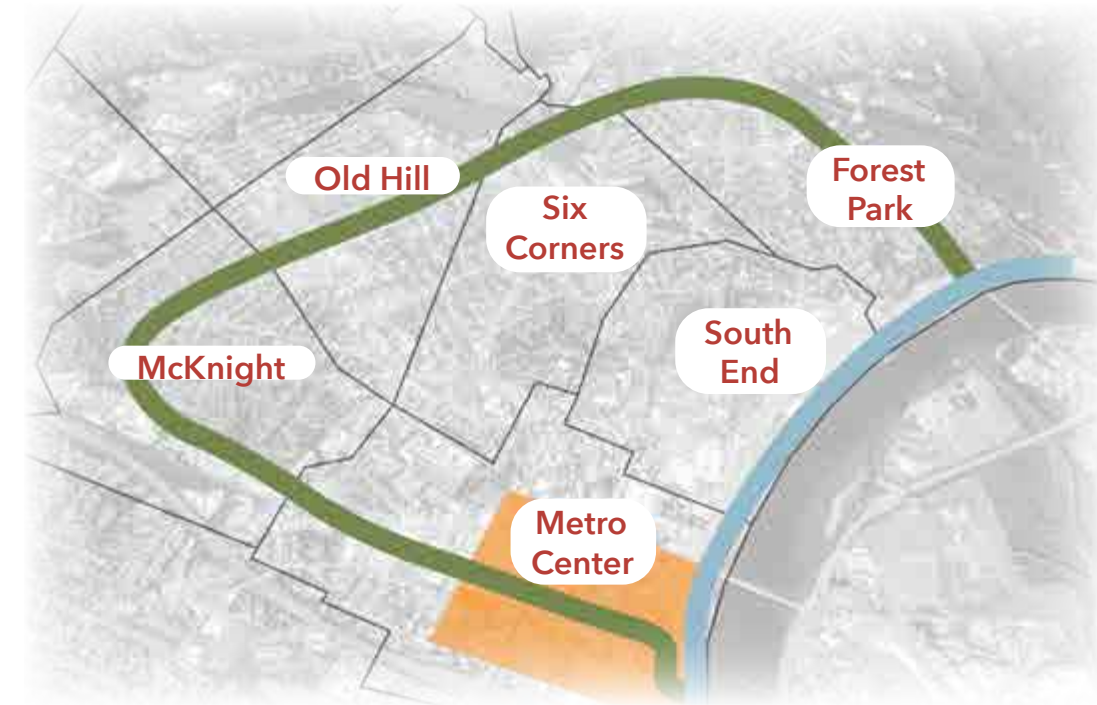 Old Hill
Forest
Park
Six
Corners
South
End
McKnight
Metro
Center